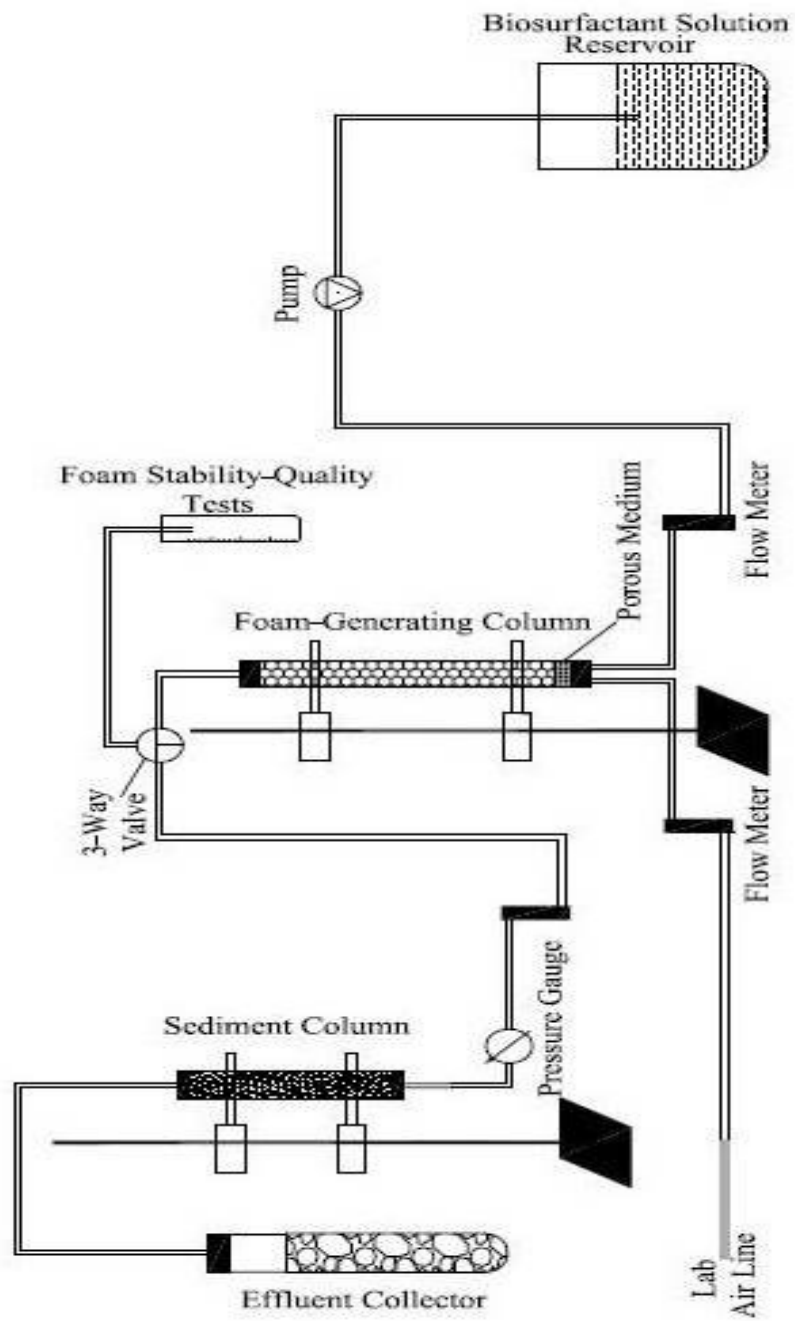 Biosurfactant Solution
Reservoir
Pump
Foam Stability–Quality
Tests
Porous Medium
Flow Meter
Foam–Generating Column
3–Way
Valve
Flow Meter
Pressure Gauge
Sediment Column
Effluent Collector
Lab
Air Line